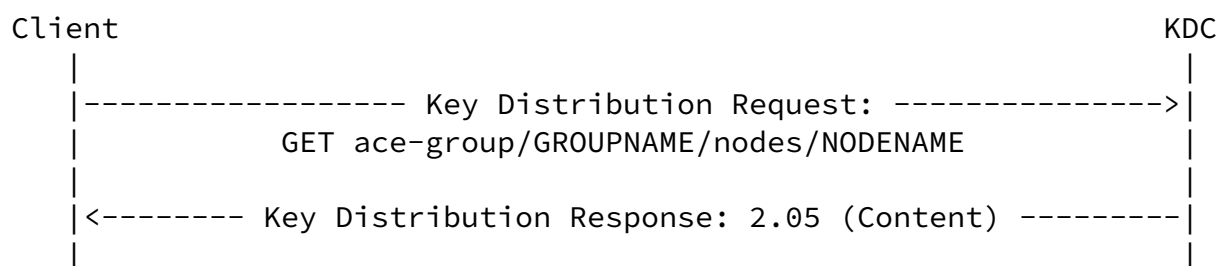 Client KDC
Key Distribution Request:
GET ace-group/GROUPNAME/nodes/NODENAME
Key Distribution Response: 2.05 (Content)